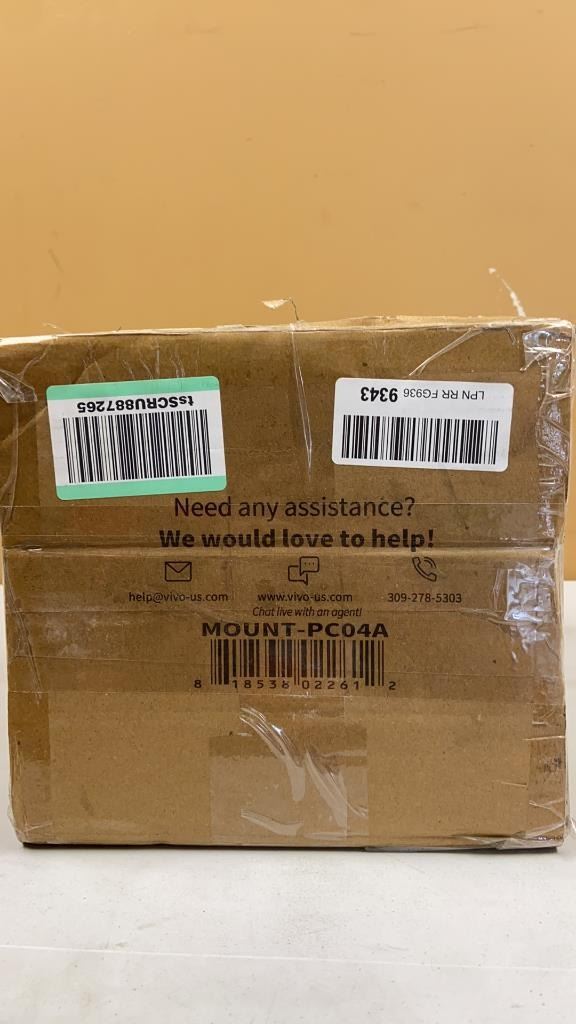 tsSCRU887265
LPN RR FG936 9343
Need any assistance?
We would love to help!
help@vivo-us.com
www.vivo-us.com
309-278-5303
Chat live with an agent!
MOUNT-PC04A
8 18538 02261 2